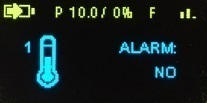 P 10.0/ 0% F
1 ALARM:
NO